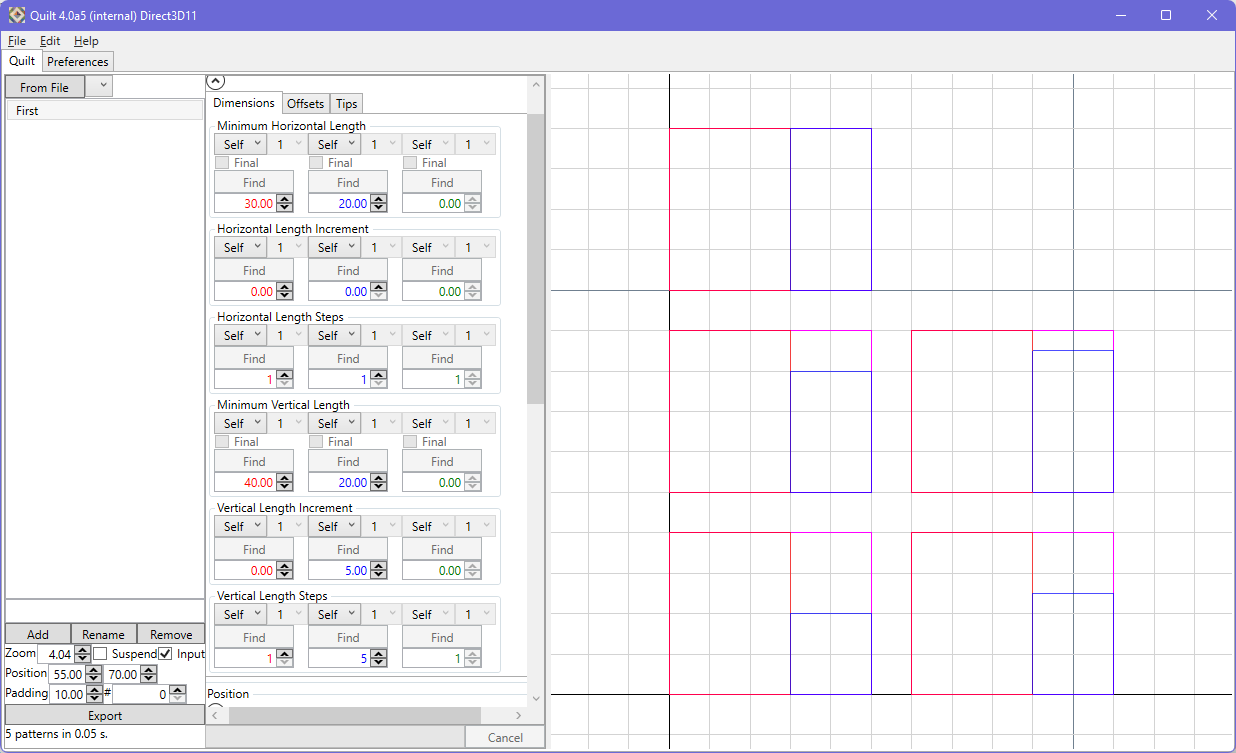 Quilt 4.0a5 (internal) Direct3D11
File Edit Help
Quilt Preferences
From File
First
Dimensions Offsets Tips
Minimum Horizontal Length
Self 1 Self 1 Self 1
Final Final Final
Find Find Find
30.00 20.00 0.00
Horizontal Length Increment
Self 1 Self 1 Self 1
Find Find Find
0.00 0.00 0.00
Horizontal Length Steps
Self 1 Self 1 Self 1
Find Find Find
1 1 1
Minimum Vertical Length
Self 1 Self 1 Self 1
Final Final Final
Find Find Find
40.00 20.00 0.00
Vertical Length Increment
Self 1 Self 1 Self 1
Find Find Find
0.00 5.00 0.00
Vertical Length Steps
Self 1 Self 1 Self 1
Find Find Find
1 5 1
Position
Cancel
Add Rename Remove
Zoom 4.04 Suspend Input
Position 55.00 70.00
Padding 10.00 # 0
Export
5 patterns in 0.05 s.